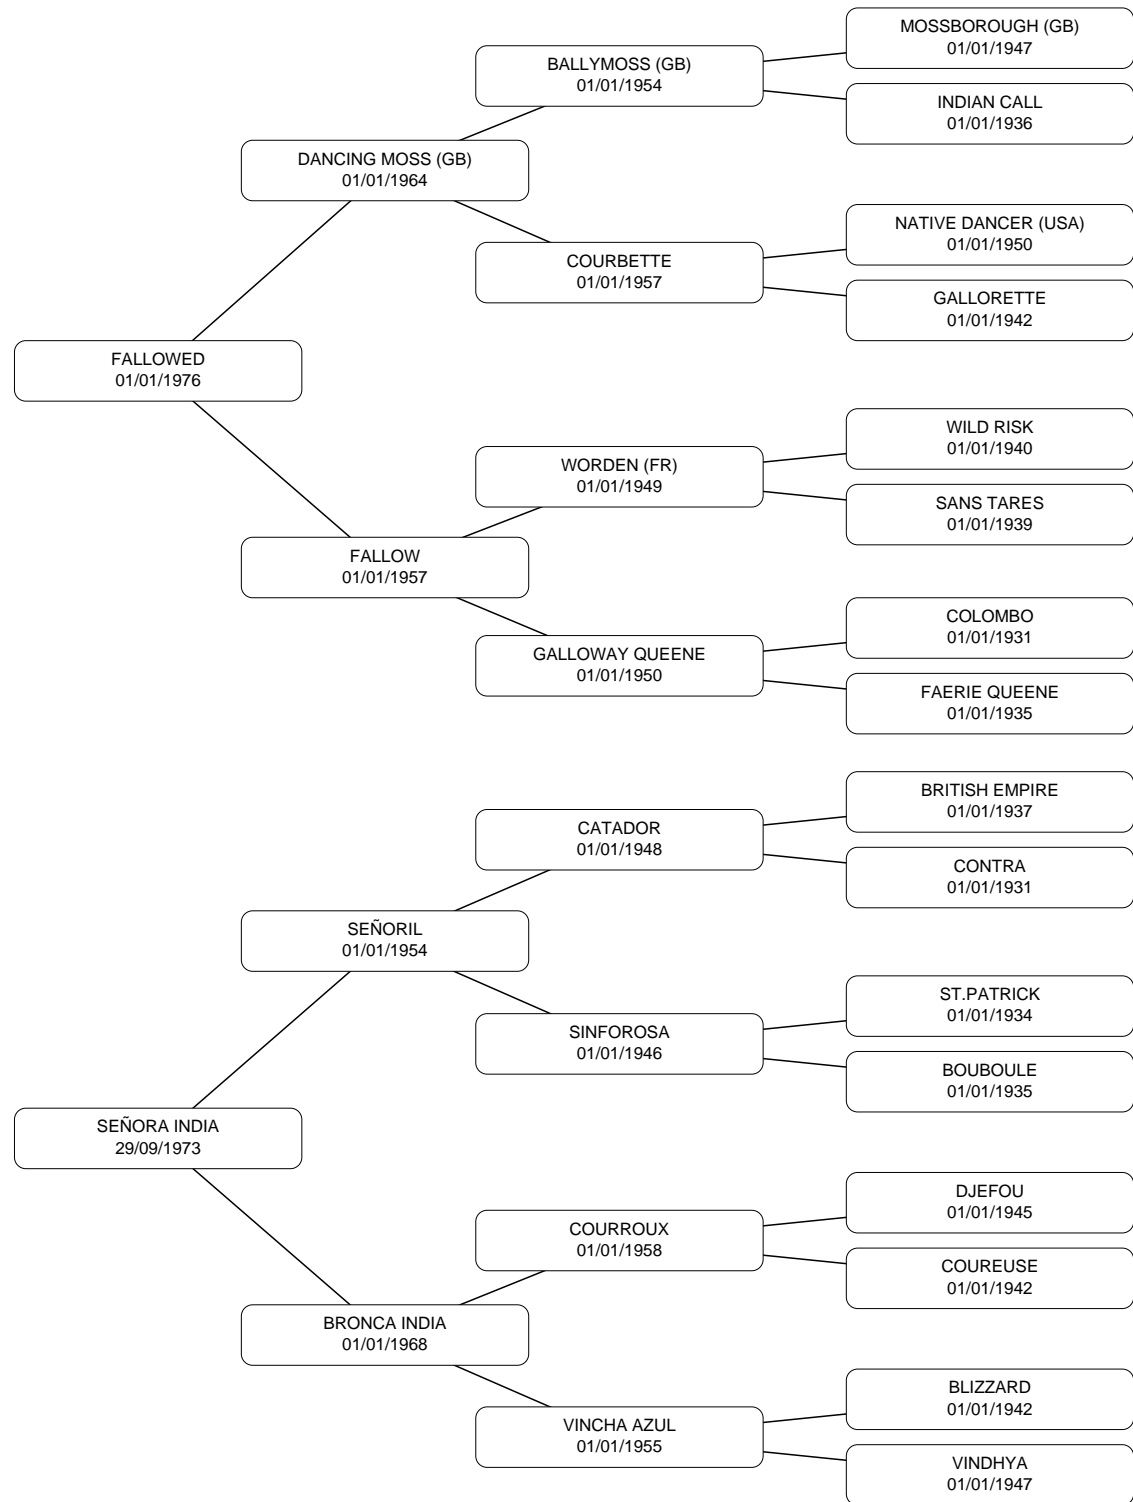 MOSSBOROUGH (GB)
01/01/1947
BALLYMOSS (GB)
01/01/1954
INDIAN CALL
01/01/1936
DANCING MOSS (GB)
01/01/1964
NATIVE DANCER (USA)
01/01/1950
COURBETTE
01/01/1957
GALLORETTE
01/01/1942
FALLOWED
01/01/1976
WILD RISK
01/01/1940
WORDEN (FR)
01/01/1949
SANS TARES
01/01/1939
FALLOW
01/01/1957
COLOMBO
01/01/1931
GALLOWAY QUEENE
01/01/1950
FAERIE QUEENE
01/01/1935
BRITISH EMPIRE
01/01/1937
CATADOR
01/01/1948
CONTRA
01/01/1931
SEÑORIL
01/01/1954
ST.PATRICK
01/01/1934
SINFOROSA
01/01/1946
BOUBOULE
01/01/1935
SEÑORA INDIA
29/09/1973
DJEFOU
01/01/1945
COURROUX
01/01/1958
COUREUSE
01/01/1942
BRONCA INDIA
01/01/1968
BLIZZARD
01/01/1942
VINCHA AZUL
01/01/1955
VINDHYA
01/01/1947